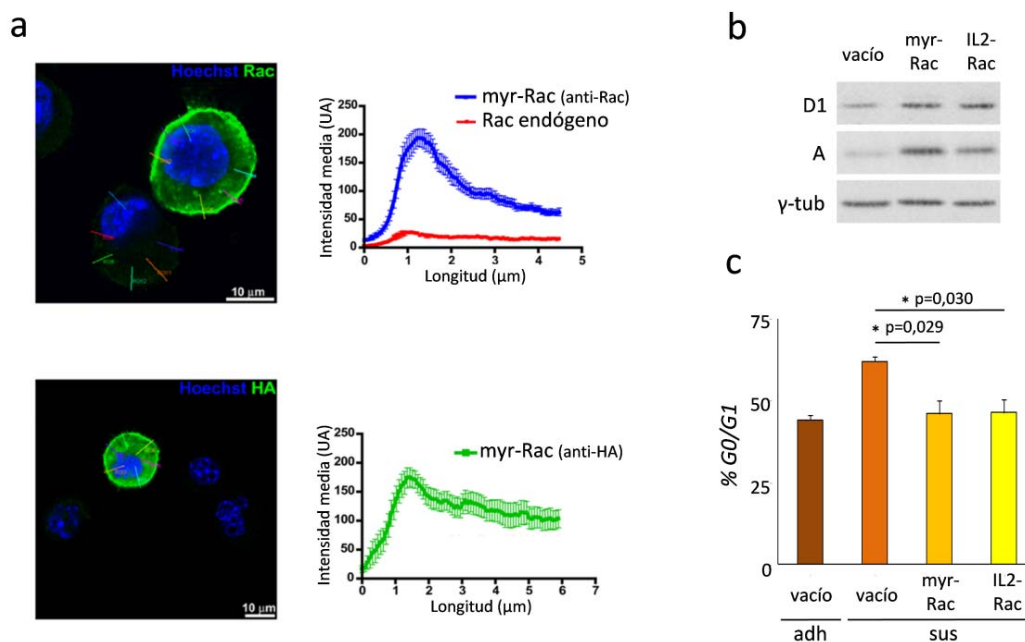 a
Hoechst Rac
10 μm
Intensidad media (UA)
250
200
150
100
50
0
0
1
2
3
4
5
Longitud (μm)
myr-Rac (anti-Rac)
Rac endógeno
Hoechst HA
10 μm
Intensidad media (UA)
250
200
150
100
50
0
0
1
2
3
4
5
6
7
Longitud (μm)
myr-Rac (anti-HA)
b
vacío
myr-
Rac
IL2-
Rac
D1
A
γ-tub
c
* p=0,030
* p=0,029
% G0/G1
75
50
25
0
vacío
vacío
myr-
Rac
IL2-
Rac
adh
sus